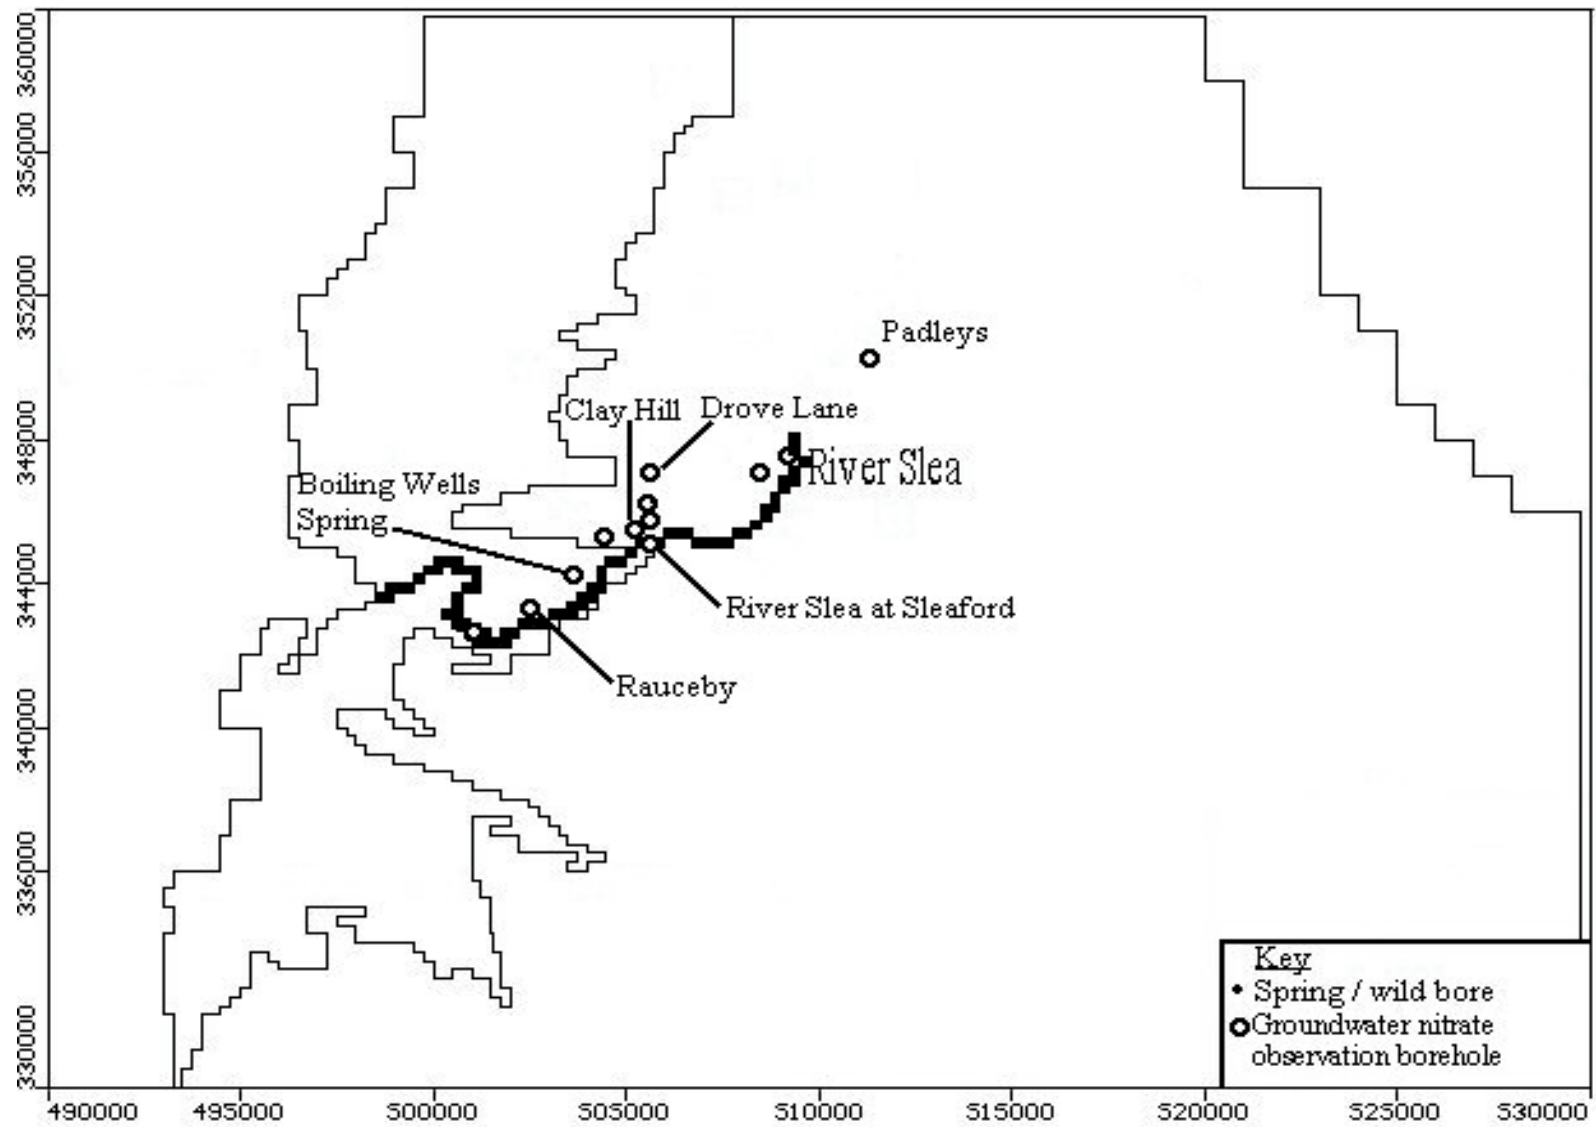 360000
356000
352000
348000
344000
340000
336000
330000
Padleys
Clay Hill
Drove Lane
River Slea
Boiling Wells
Spring
River Slea at Sleaford
Rauceby
Key
Spring / wild bore
Groundwater nitrate
observation borehole
490000 495000 500000 505000 510000 515000 520000 525000 530000